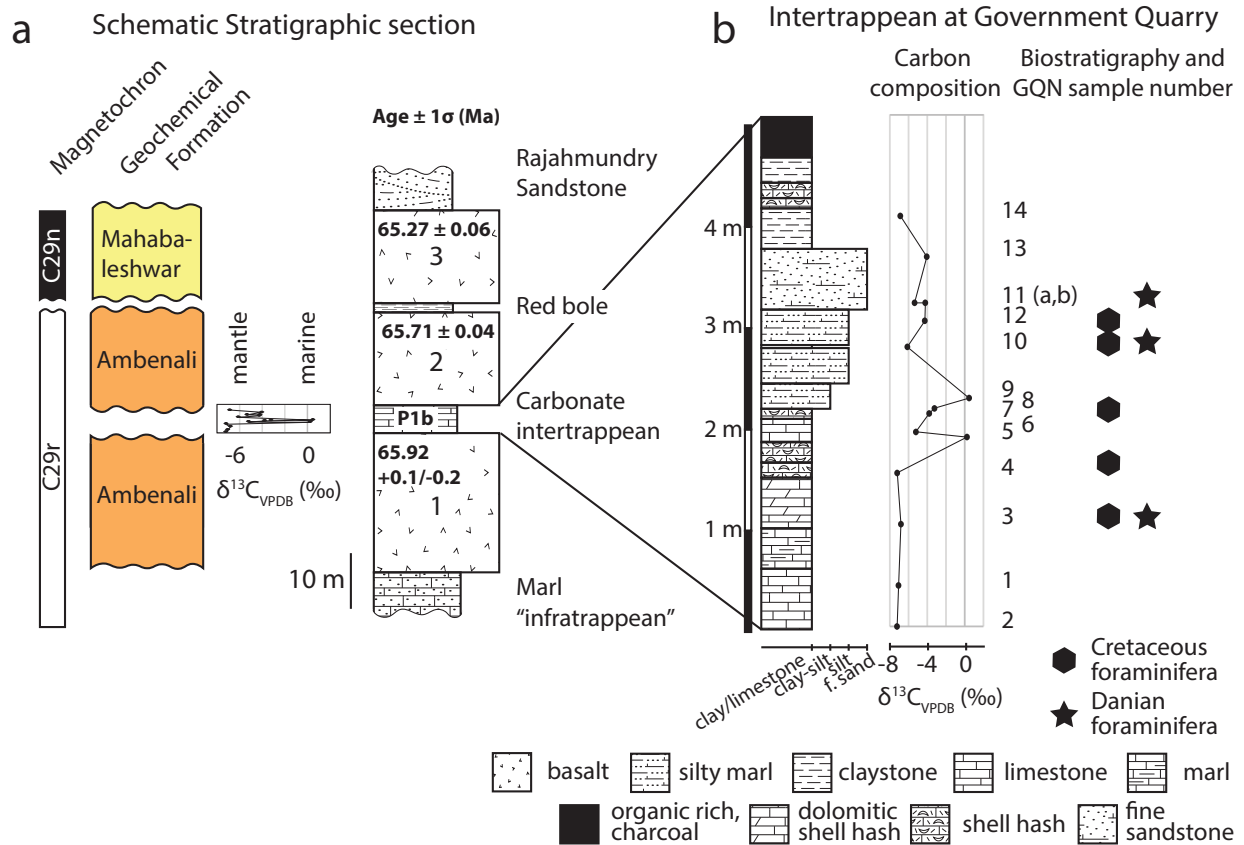 a
Schematic Stratigraphic section
Magnetochron
Geochemical
Formation
Age ± 1σ (Ma)
Rajahmundry
Sandstone
C29n
Mahaba-
leshwar
65.27 ± 0.06
3
Red bole
C29r
Ambenali
mantle
marine
65.71 ± 0.04
2
P1b
Carbonate
intertrappean
-6
0
δ¹³C_VPDB (‰)
Ambenali
65.92
+0.1/-0.2
1
10 m
Marl
“infratrappean”
b
Intertrappean at Government Quarry
Carbon
composition
Biostratigraphy and
GQN sample number
4 m
3 m
2 m
1 m
14
13
11 (a,b)
12
10
9
8
7
6
5
4
3
1
2
clay/limestone
clay-silt
silt
f. sand
-8
-4
0
δ¹³C_VPDB (‰)
Cretaceous
foraminifera
Danian
foraminifera
basalt
silty marl
claystone
limestone
marl
organic rich,
charcoal
dolomitic
shell hash
shell hash
fine
sandstone